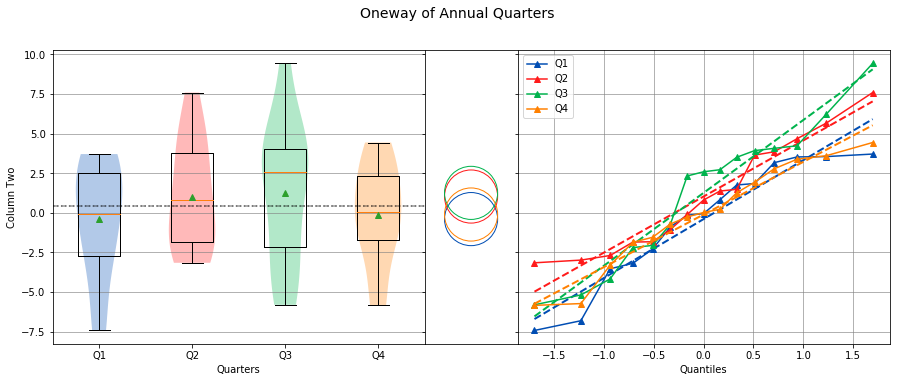 Oneway of Annual Quarters
Column Two
10.0
7.5
5.0
2.5
0.0
−2.5
−5.0
−7.5
Q1
Q2
Q3
Q4
Quarters
Q1
Q2
Q3
Q4
−1.5
−1.0
−0.5
0.0
0.5
1.0
1.5
Quantiles